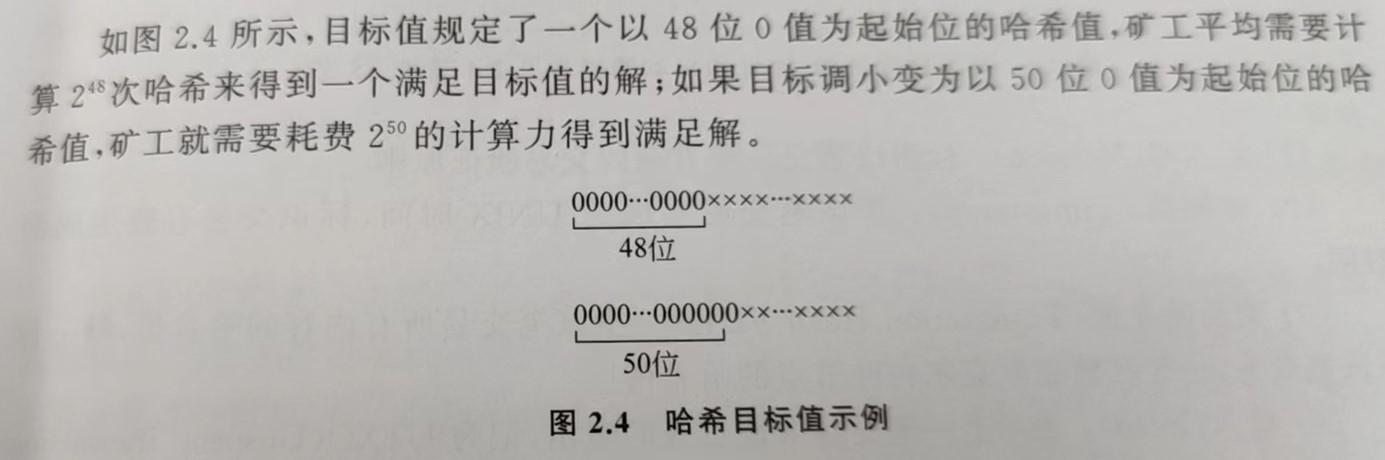 如图 2.4 所示,目标值规定了一个以 48 位 0 值为起始位的哈希值,矿工平均需要计
算 2⁴⁸次哈希来得到一个满足目标值的解;如果目标调小变为以 50 位 0 值为起始位的哈
希值,矿工就需要耗费 2⁵⁰ 的计算力得到满足解。
0000…0000××××…××××
48位
0000…000000××…××××
50位
图 2.4 哈希目标值示例